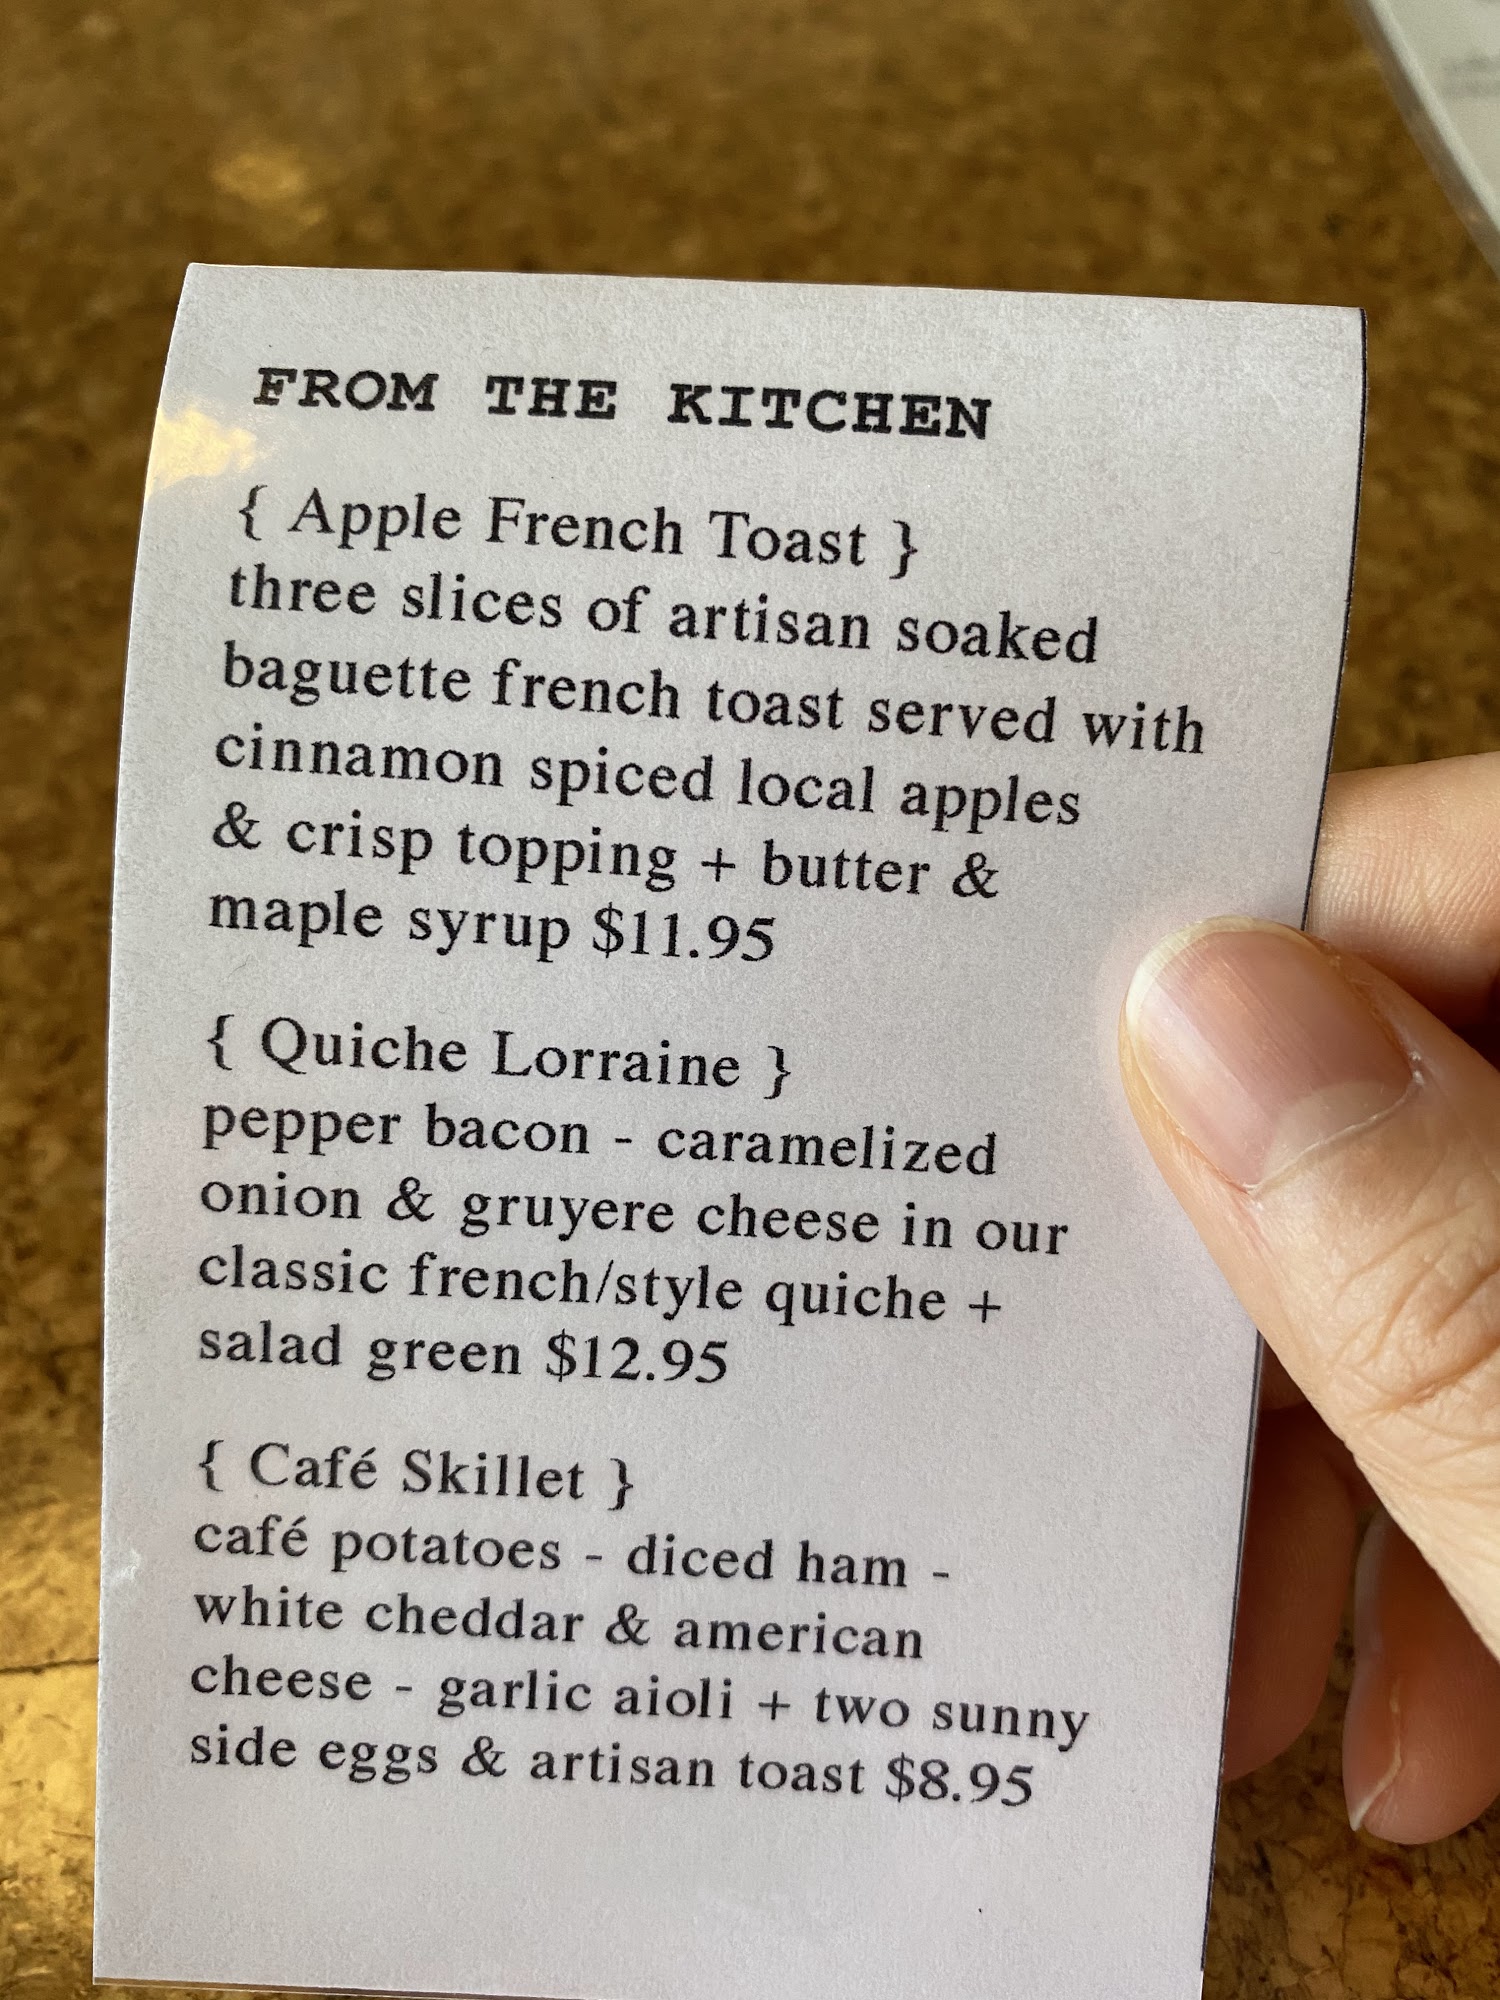 FROM THE KITCHEN
{ Apple French Toast }
three slices of artisan soaked
baguette french toast served with
cinnamon spiced local apples
& crisp topping + butter &
maple syrup $11.95
{ Quiche Lorraine }
pepper bacon - caramelized
onion & gruyere cheese in our
classic french/style quiche +
salad green $12.95
{ Café Skillet }
café potatoes - diced ham -
white cheddar & american
cheese - garlic aioli + two sunny
side eggs & artisan toast $8.95